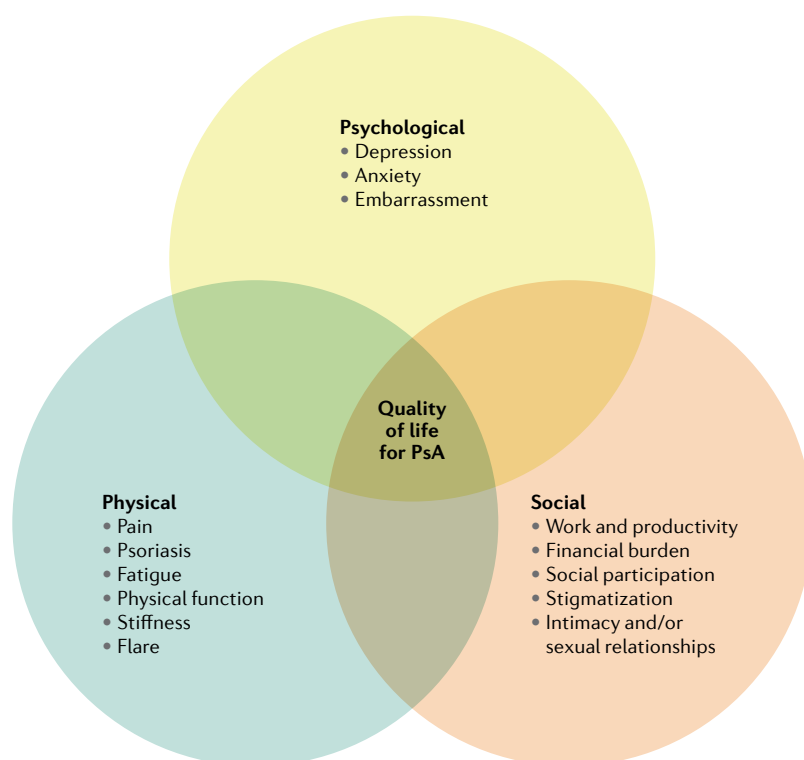 Psychological
• Depression
• Anxiety
• Embarrassment
Quality
of life
for PsA
Physical
• Pain
• Psoriasis
• Fatigue
• Physical function
• Stiffness
• Flare
Social
• Work and productivity
• Financial burden
• Social participation
• Stigmatization
• Intimacy and/or
sexual relationships